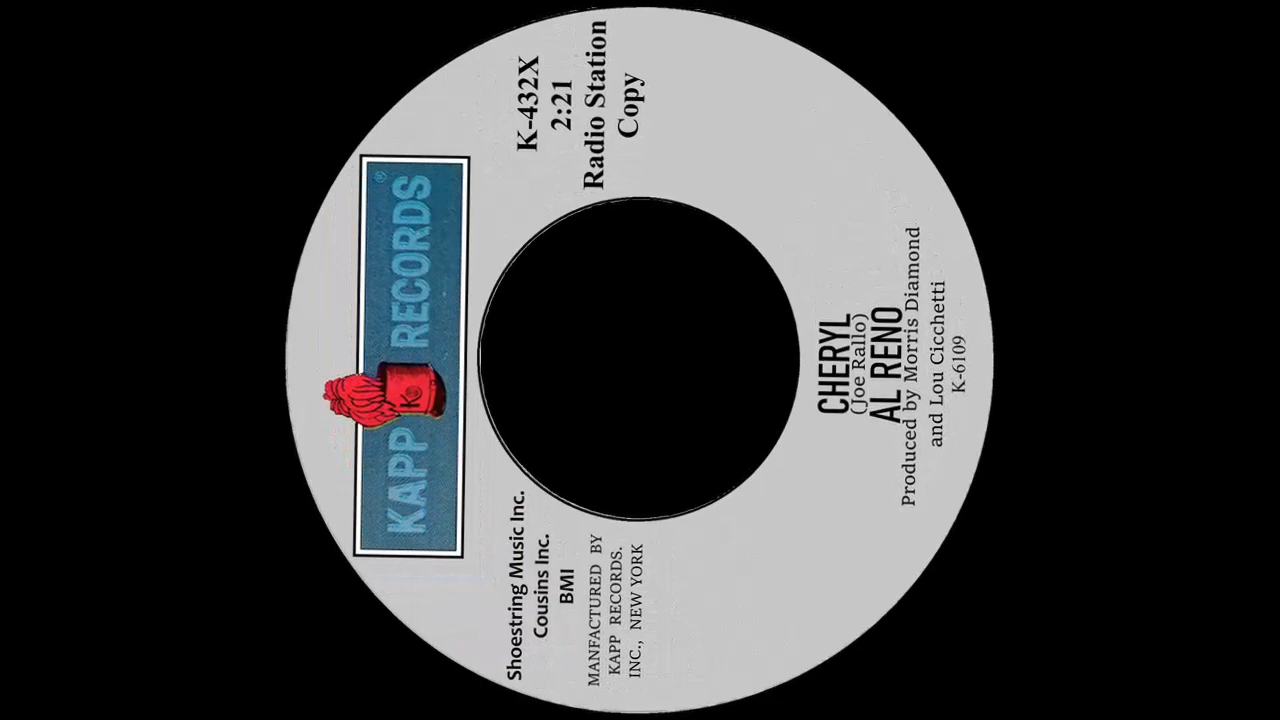 KAPP RECORDS ®
K
Shoestring Music Inc.
Cousins Inc.
BMI
MANFACTURED BY
KAPP RECORDS.
INC., NEW YORK
K-432X
2:21
Radio Station
Copy
CHERYL
(Joe Rallo)
AL RENO
Produced by Morris Diamond
and Lou Cicchetti
K-6109